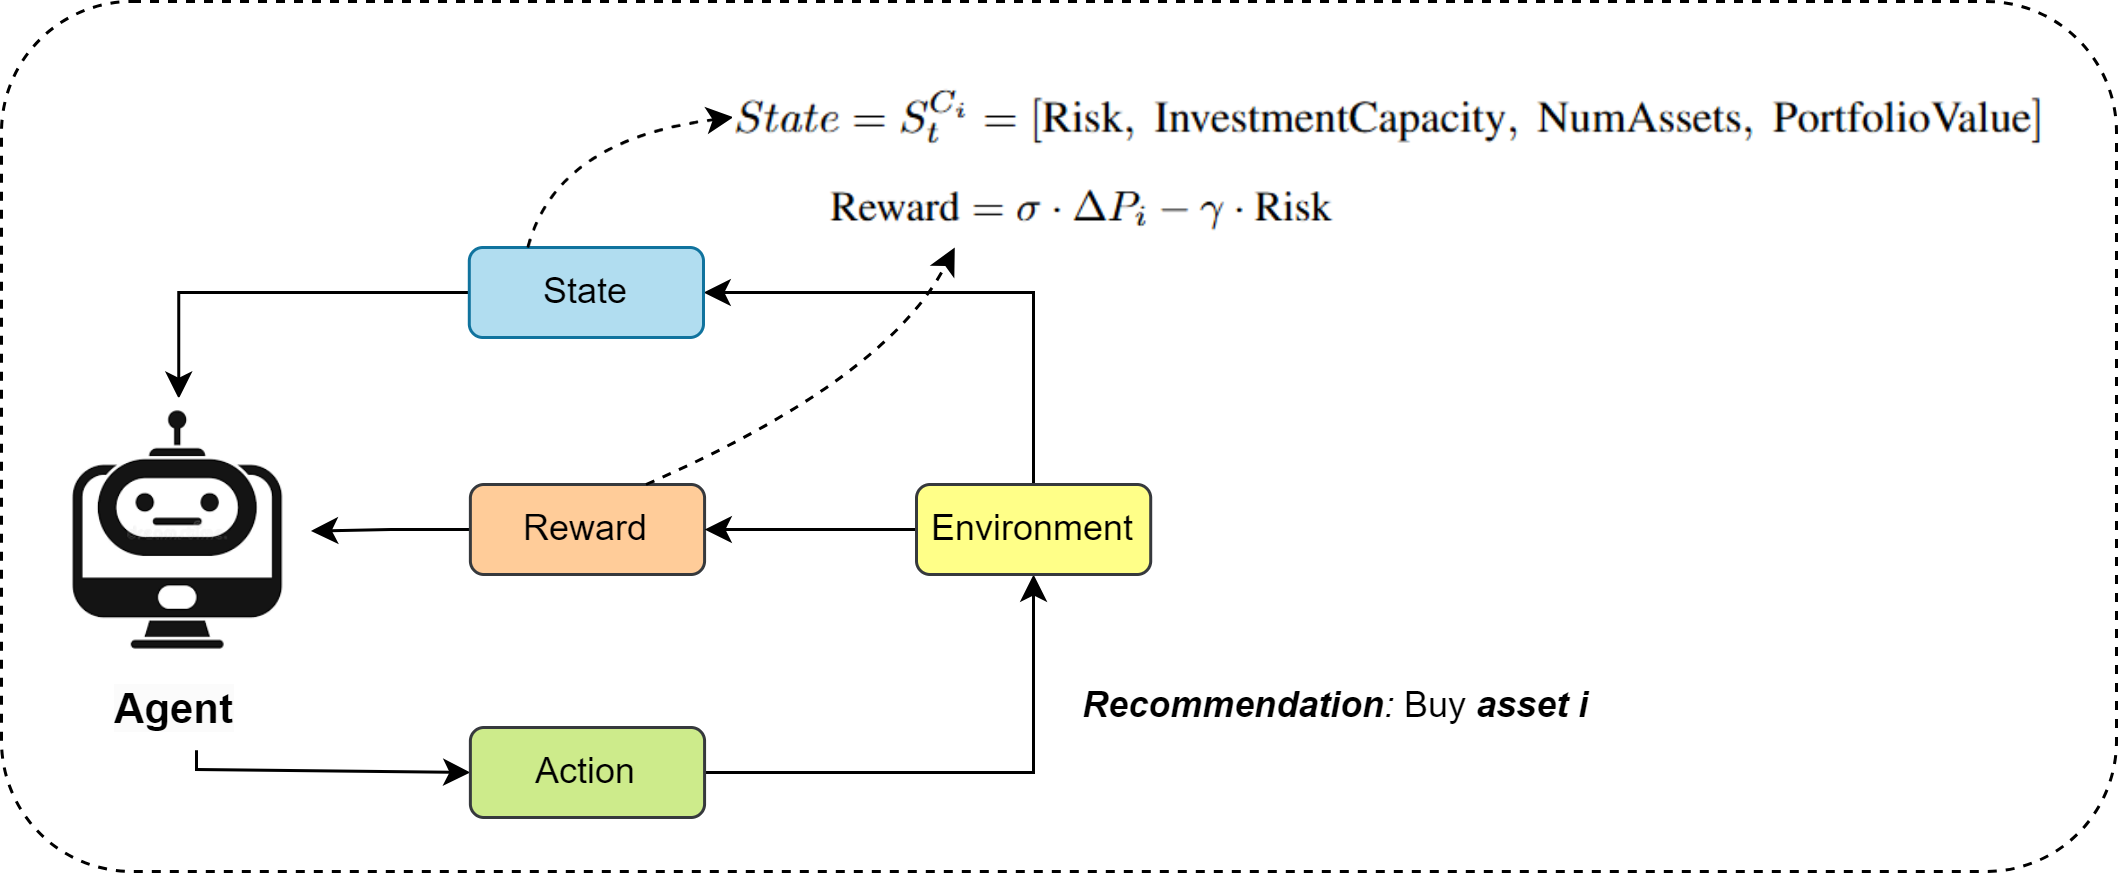 State = S_t^{C_i} = [Risk, InvestmentCapacity, NumAssets, PortfolioValue]
Reward = σ · ΔP_i − γ · Risk
State
Reward
Environment
Agent
Recommendation: Buy asset i
Action